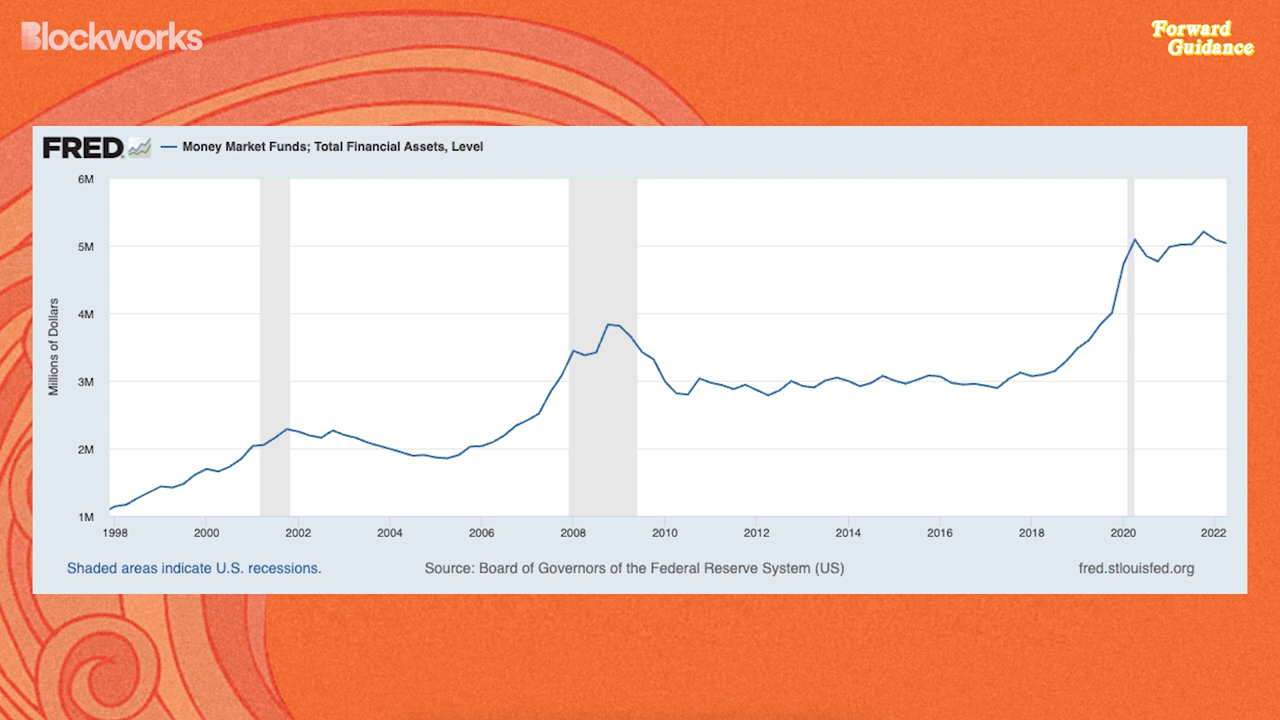 Blockworks
Forward
Guidance
FRED
Money Market Funds; Total Financial Assets, Level
6M
5M
4M
3M
2M
1M
Millions of Dollars
1998 2000 2002 2004 2006 2008 2010 2012 2014 2016 2018 2020 2022
Shaded areas indicate U.S. recessions. Source: Board of Governors of the Federal Reserve System (US) fred.stlouisfed.org